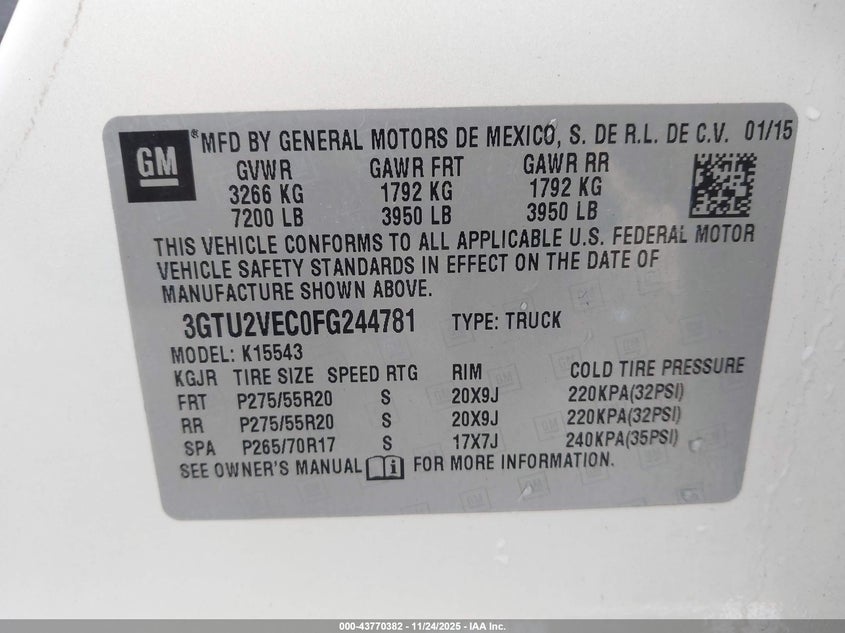 GM ® MFD BY GENERAL MOTORS DE MEXICO, S. DE R.L. DE C.V. 01/15
GVWR GAWR FRT GAWR RR
3266 KG 1792 KG 1792 KG
7200 LB 3950 LB 3950 LB
THIS VEHICLE CONFORMS TO ALL APPLICABLE U.S. FEDERAL MOTOR
VEHICLE SAFETY STANDARDS IN EFFECT ON THE DATE OF
MANUFACTURE SHOWN ABOVE.
3GTU2VEC0FG244781 TYPE: TRUCK
MODEL: K15543
KGJR TIRE SIZE SPEED RTG RIM COLD TIRE PRESSURE
FRT P275/55R20 S 20X9J 220KPA(32PSI)
RR P275/55R20 S 20X9J 220KPA(32PSI)
SPA P265/70R17 S 17X7J 240KPA(35PSI)
SEE OWNER'S MANUAL FOR MORE INFORMATION.
000-43770382 - 11/24/2025 - IAA Inc.